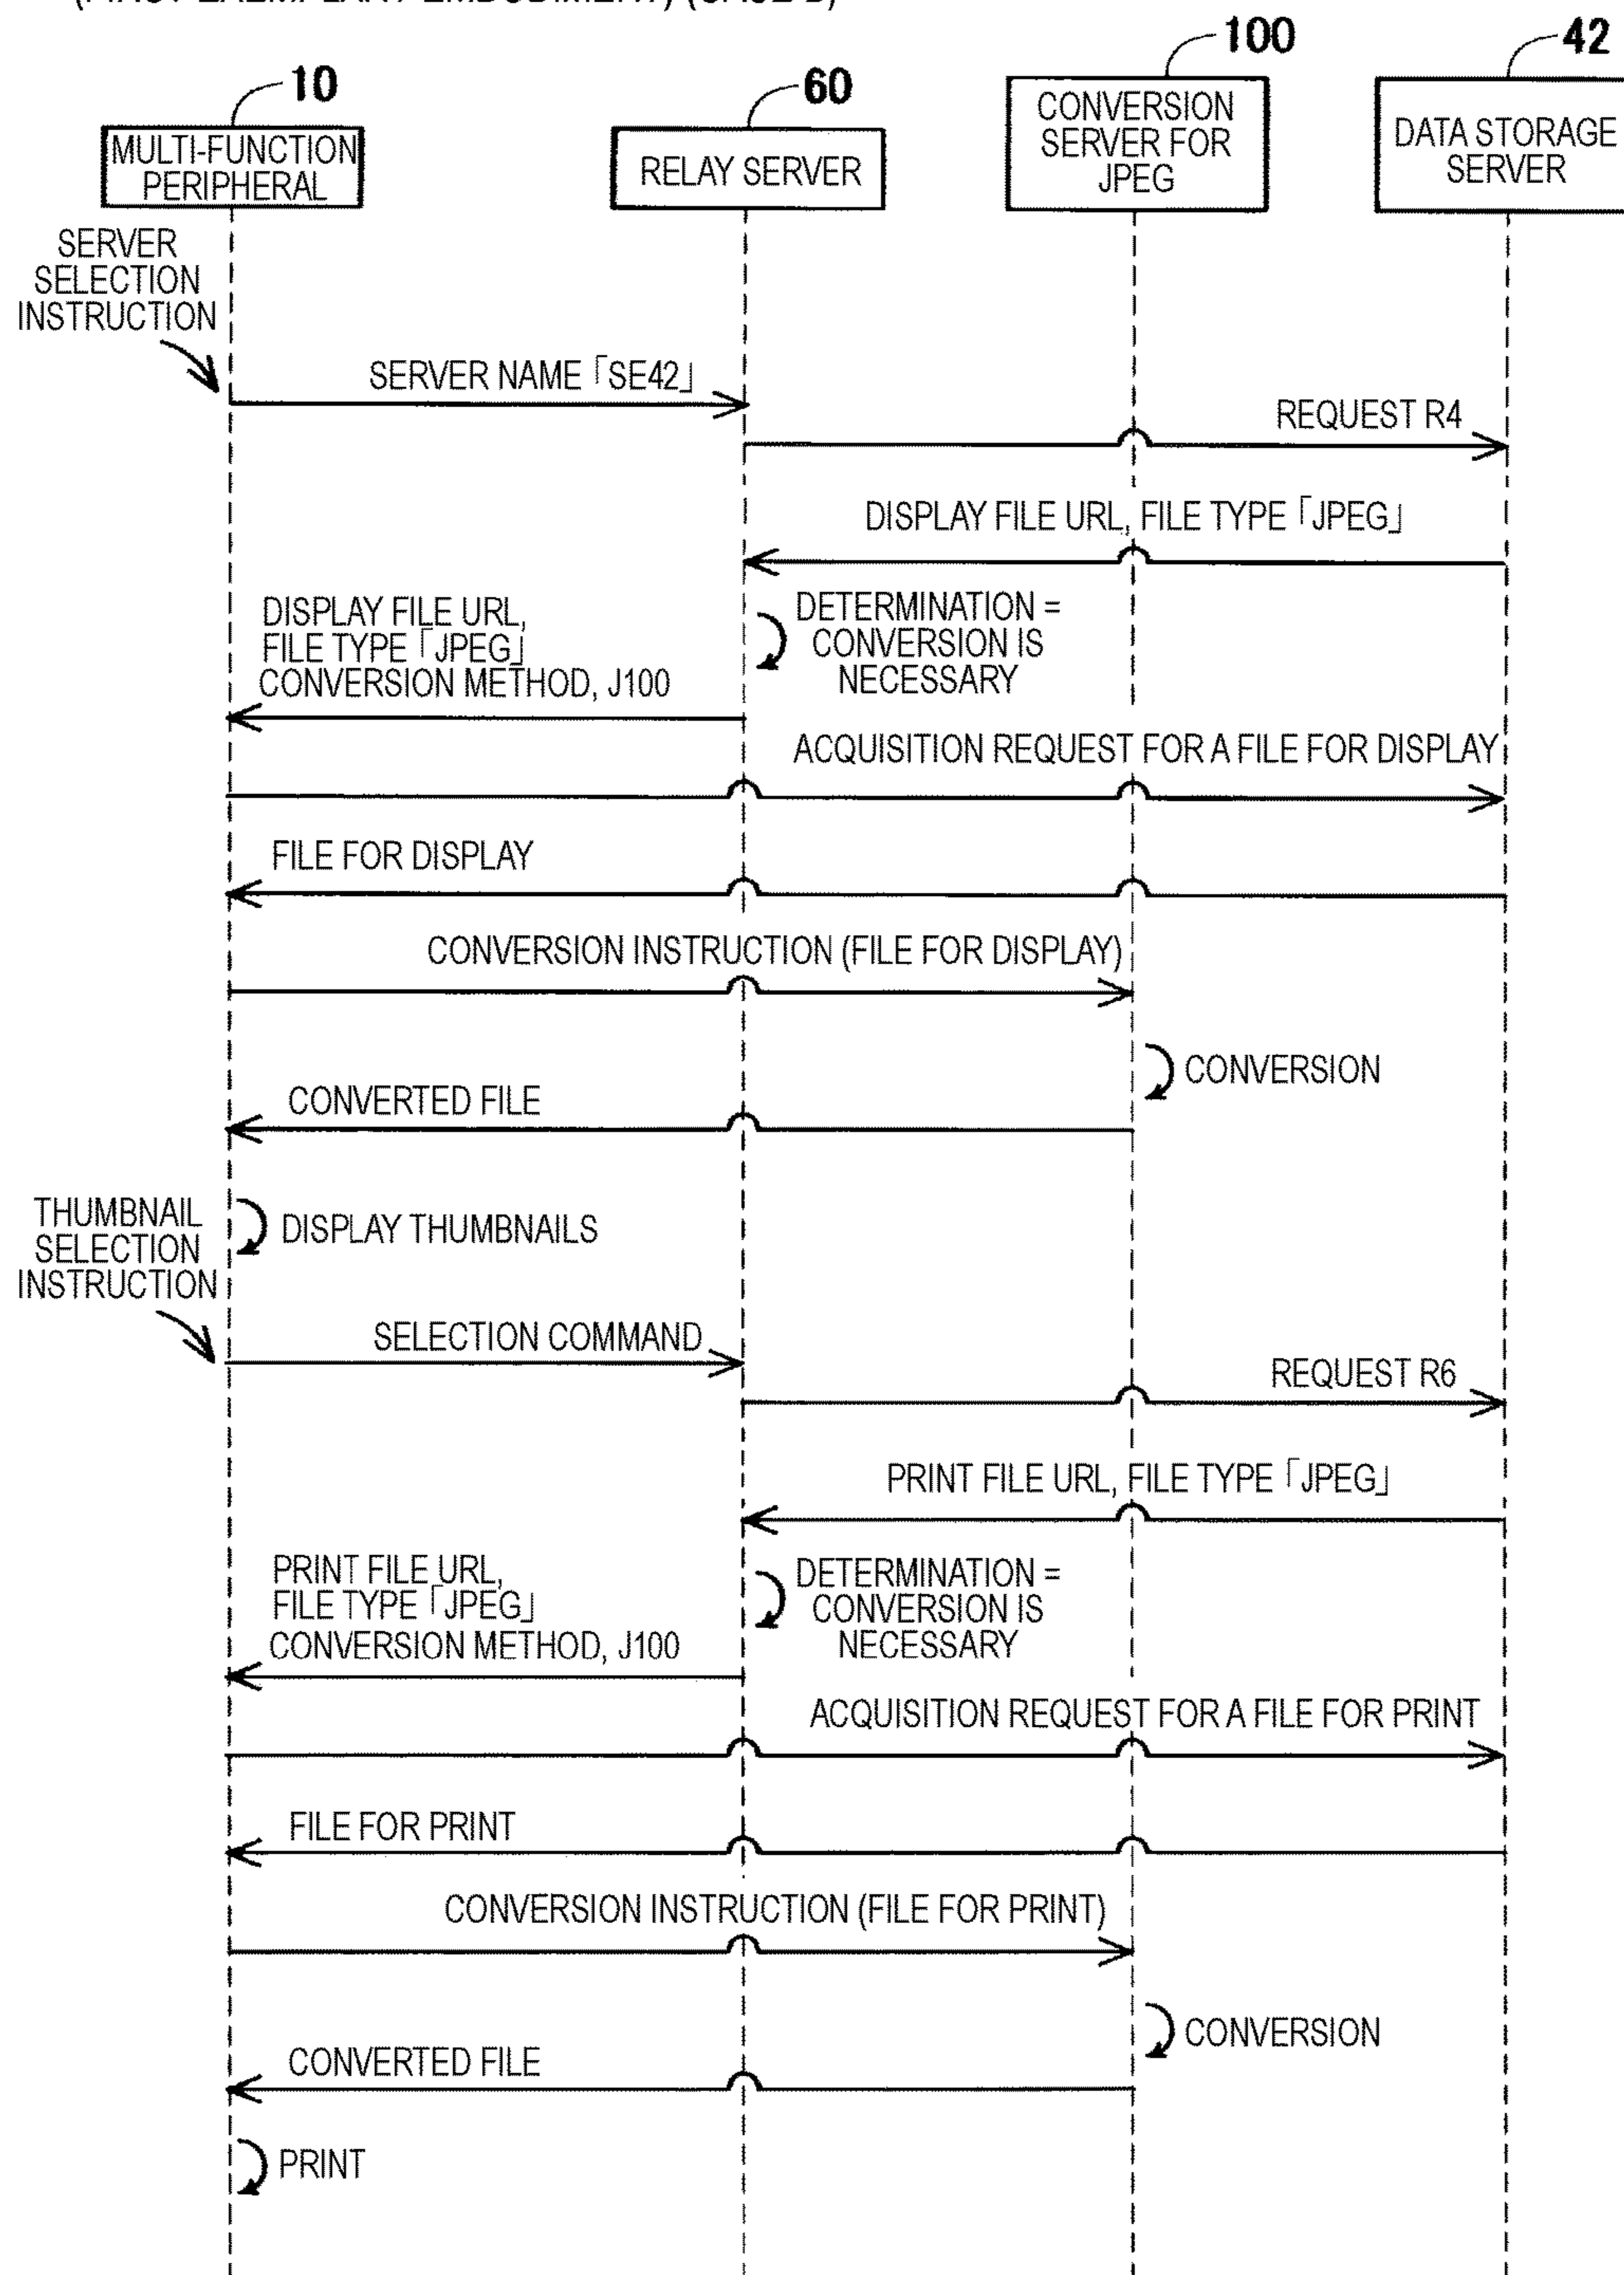 10
60
100
42
MULTI-FUNCTION
PERIPHERAL
RELAY SERVER
CONVERSION
SERVER FOR
JPEG
DATA STORAGE
SERVER
SERVER
SELECTION
INSTRUCTION
SERVER NAME「SE42」
REQUEST R4
DISPLAY FILE URL, FILE TYPE「JPEG」
DETERMINATION =
CONVERSION IS
NECESSARY
DISPLAY FILE URL,
FILE TYPE「JPEG」
CONVERSION METHOD, J100
ACQUISITION REQUEST FOR A FILE FOR DISPLAY
FILE FOR DISPLAY
CONVERSION INSTRUCTION (FILE FOR DISPLAY)
CONVERSION
CONVERTED FILE
THUMBNAIL
SELECTION
INSTRUCTION
DISPLAY THUMBNAILS
SELECTION COMMAND
REQUEST R6
PRINT FILE URL, FILE TYPE「JPEG」
DETERMINATION =
CONVERSION IS
NECESSARY
PRINT FILE URL,
FILE TYPE「JPEG」
CONVERSION METHOD, J100
ACQUISITION REQUEST FOR A FILE FOR PRINT
FILE FOR PRINT
CONVERSION INSTRUCTION (FILE FOR PRINT)
CONVERSION
CONVERTED FILE
PRINT